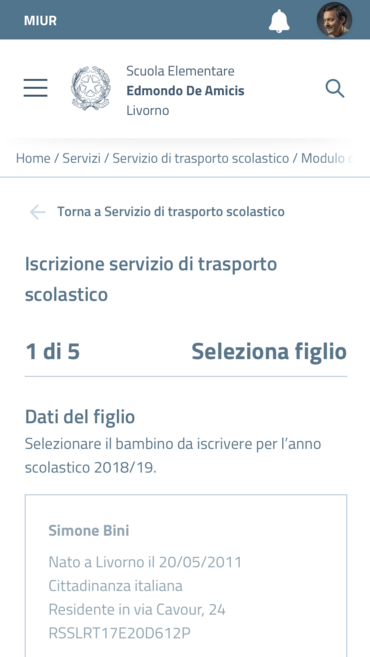 MIUR
Scuola Elementare
Edmondo De Amicis
Livorno
Home / Servizi / Servizio di trasporto scolastico / Modulo
Torna a Servizio di trasporto scolastico
Iscrizione servizio di trasporto
scolastico
1 di 5 Seleziona figlio
Dati del figlio
Selezionare il bambino da iscrivere per l’anno
scolastico 2018/19.
Simone Bini
Nato a Livorno il 20/05/2011
Cittadinanza italiana
Residente in via Cavour, 24
RSSLRT17E20D612P